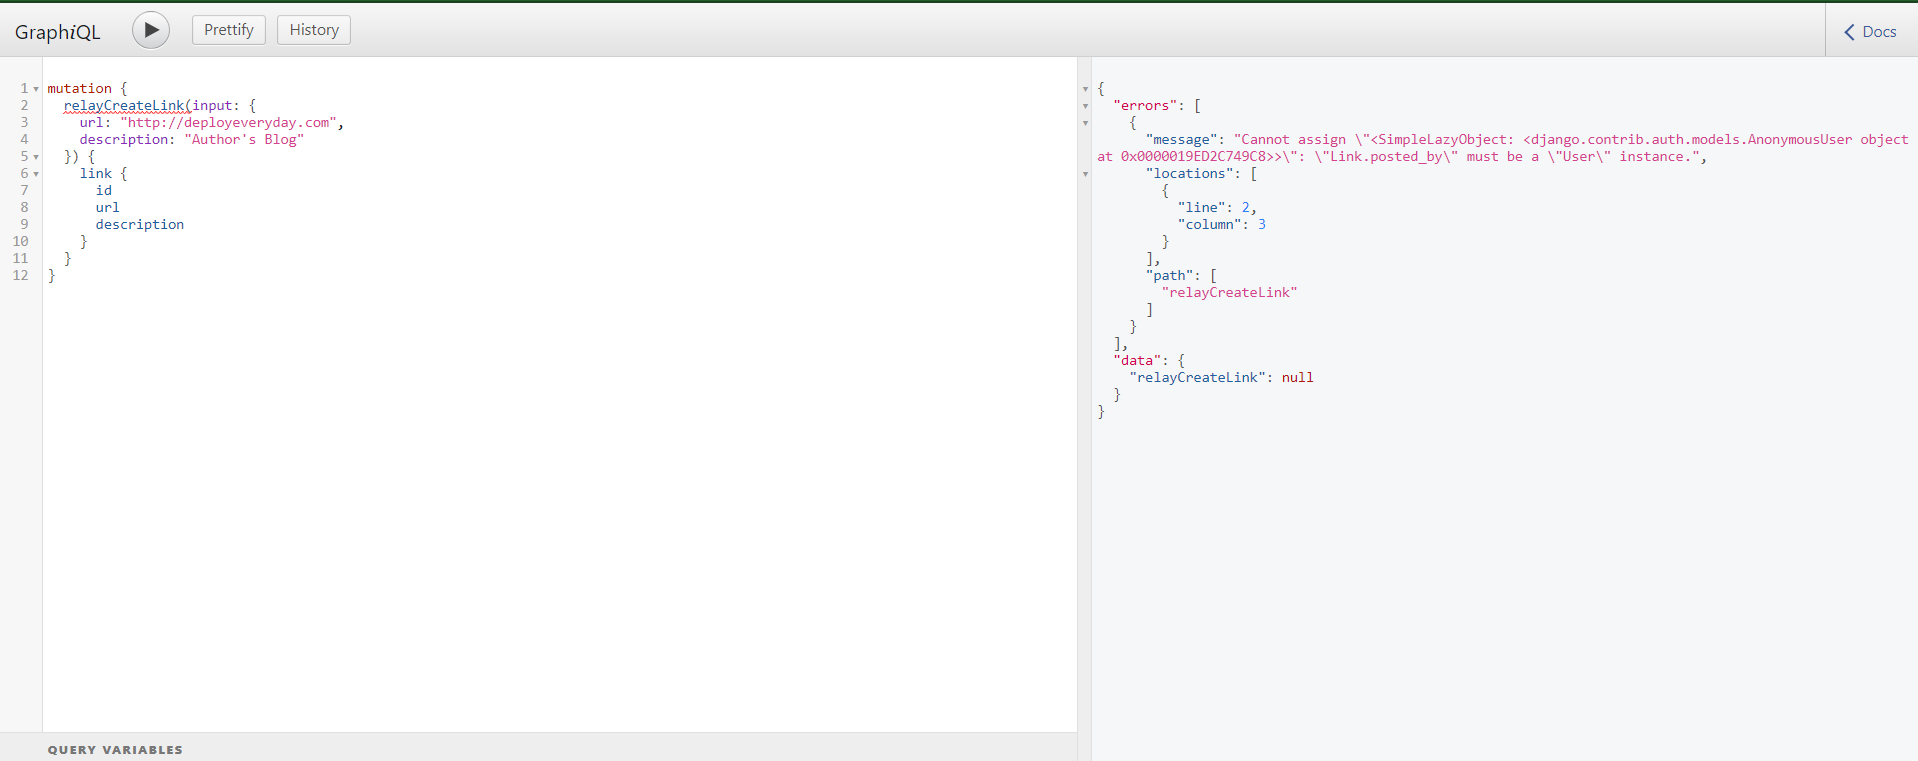 GraphiQL
Prettify
History
Docs
1 mutation {
2   relayCreateLink(input: {
3     url: "http://deployeveryday.com",
4     description: "Author's Blog"
5   }) {
6     link {
7       id
8       url
9       description
10     }
11   }
12 }
QUERY VARIABLES
{
  "errors": [
    {
      "message": "Cannot assign \"<SimpleLazyObject: <django.contrib.auth.models.AnonymousUser object
at 0x0000019ED2C749C8>>\": \"Link.posted_by\" must be a \"User\" instance.",
      "locations": [
        {
          "line": 2,
          "column": 3
        }
      ],
      "path": [
        "relayCreateLink"
      ]
    }
  ],
  "data": {
    "relayCreateLink": null
  }
}